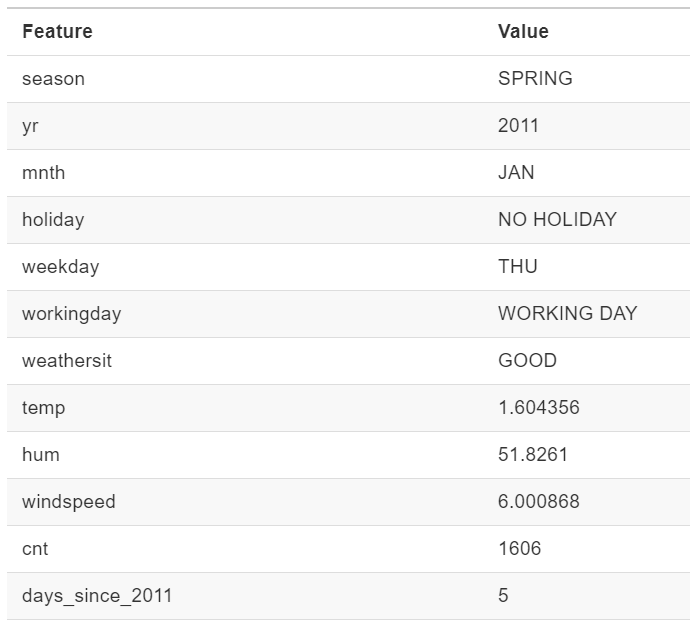 Feature Value
season SPRING
yr 2011
mnth JAN
holiday NO HOLIDAY
weekday THU
workingday WORKING DAY
weathersit GOOD
temp 1.604356
hum 51.8261
windspeed 6.000868
cnt 1606
days_since_2011 5